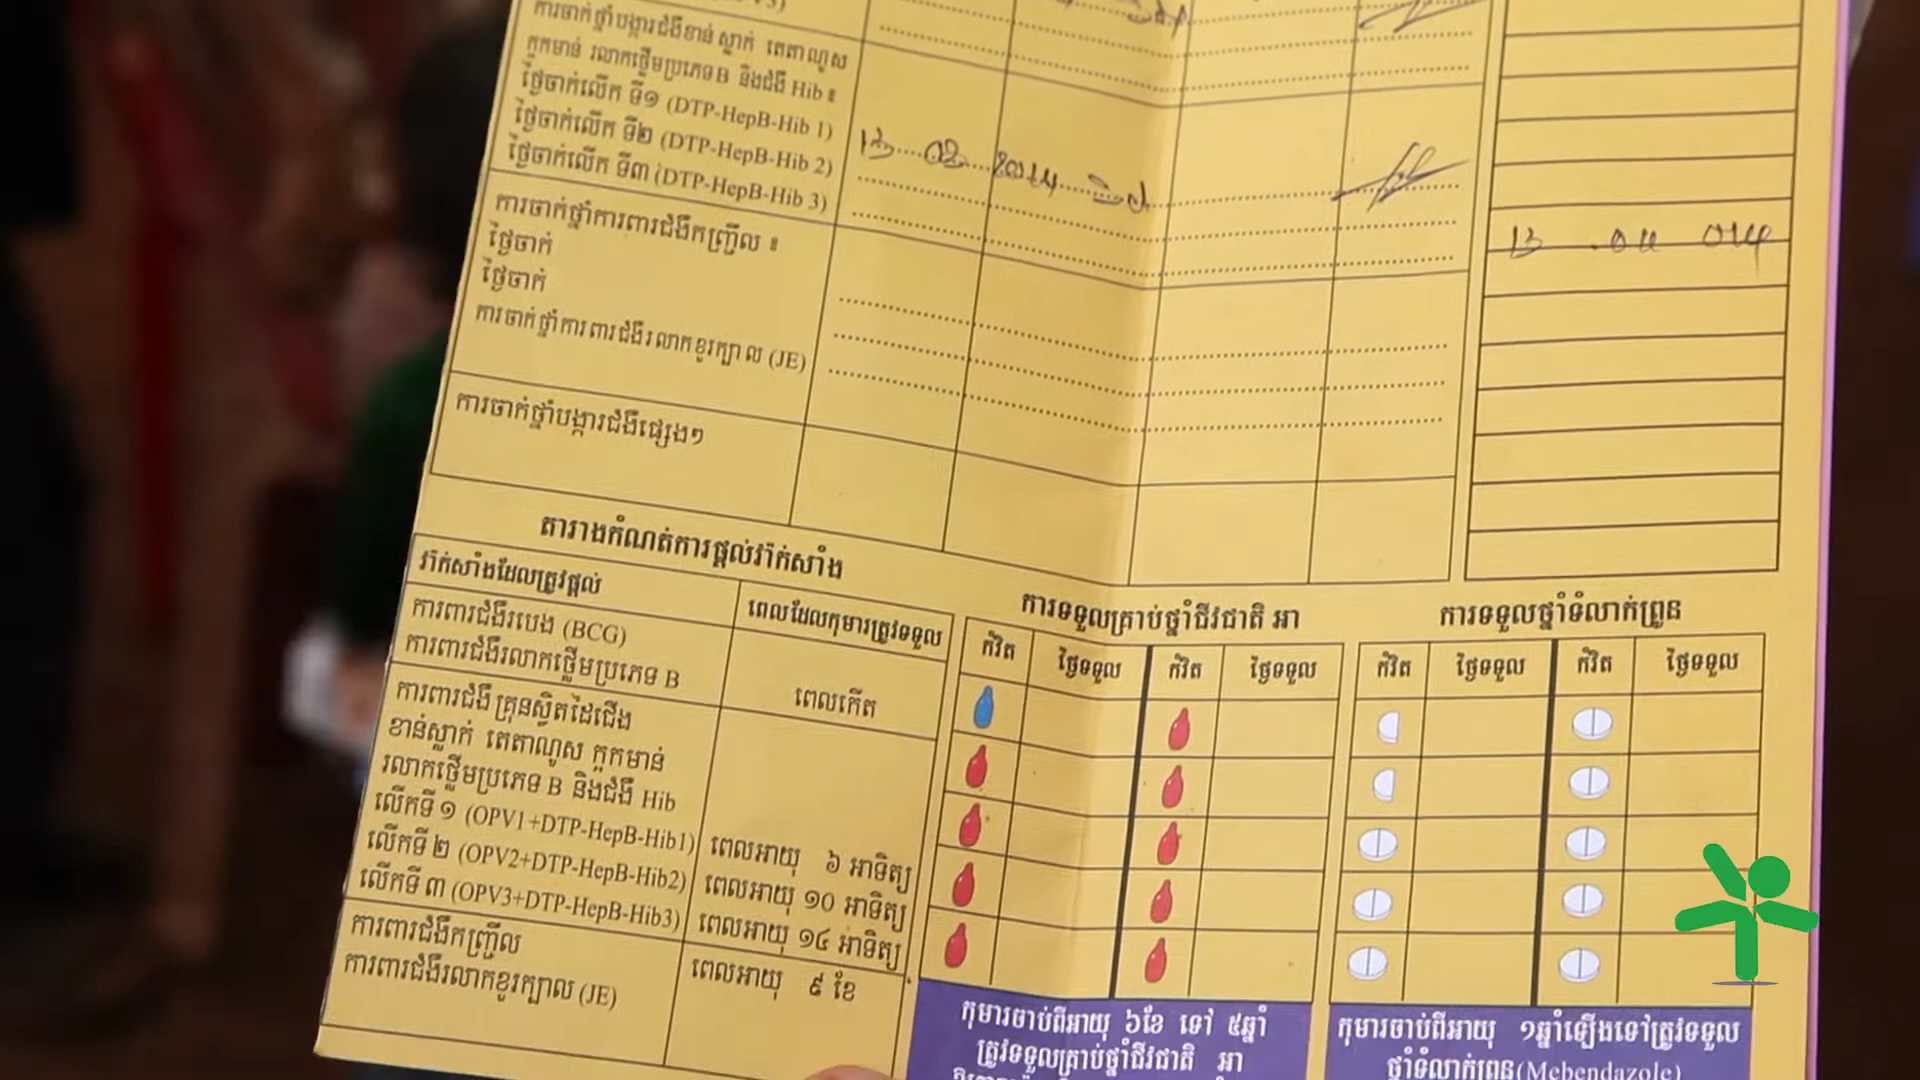 ការចាក់ថ្នាំបង្ការជំងឺខាន់ស្លាក់ តេតាណូស
ក្អកមាន់ រលាកថ្លើមប្រភេទB និងជំងឺ Hib ៖
ថ្ងៃចាក់លើក ទី១ (DTP-HepB-Hib 1)
ថ្ងៃចាក់លើក ទី២ (DTP-HepB-Hib 2)
ថ្ងៃចាក់លើក ទី៣ (DTP-HepB-Hib 3)
13 02 2014
13 04 014
ការចាក់ថ្នាំការពារជំងឺកញ្ជ្រឹល ៖
ថ្ងៃចាក់
ថ្ងៃចាក់
ការចាក់ថ្នាំការពារជំងឺរលាកខួរក្បាល (JE)
ការចាក់ថ្នាំបង្ការជំងឺផ្សេងៗ
តារាងកំណត់ការផ្តល់វ៉ាក់សាំង
វ៉ាក់សាំងដែលត្រូវផ្តល់
ពេលដែលកុមារត្រូវទទួល
ការពារជំងឺរបេង (BCG)
ការពារជំងឺរលាកថ្លើមប្រភេទ B
ពេលកើត
ការពារជំងឺ គ្រុនស្វិតដៃជើង
ខាន់ស្លាក់ តេតាណូស ក្អកមាន់
រលាកថ្លើមប្រភេទ B និងជំងឺ Hib
លើកទី ១ (OPV1+DTP-HepB-Hib1) ពេលអាយុ ៦ អាទិត្យ
លើកទី ២ (OPV2+DTP-HepB-Hib2) ពេលអាយុ ១០ អាទិត្យ
លើកទី ៣ (OPV3+DTP-HepB-Hib3) ពេលអាយុ ១៤ អាទិត្យ
ការពារជំងឺកញ្ជ្រឹល
ការពារជំងឺរលាកខួរក្បាល (JE)
ពេលអាយុ ៩ ខែ
ការទទួលគ្រាប់ថ្នាំជីវជាតិ អា
កំរិត ថ្ងៃទទួល កំរិត ថ្ងៃទទួល
កុមារចាប់ពីអាយុ ៦ខែ ទៅ ៥ឆ្នាំ
ត្រូវទទួលគ្រាប់ថ្នាំជីវជាតិ អា
ការទទួលថ្នាំទំលាក់ព្រូន
កំរិត ថ្ងៃទទួល កំរិត ថ្ងៃទទួល
កុមារចាប់ពីអាយុ ១ឆ្នាំឡើងទៅត្រូវទទួល
ថ្នាំទំលាក់ព្រូន(Mebendazole)